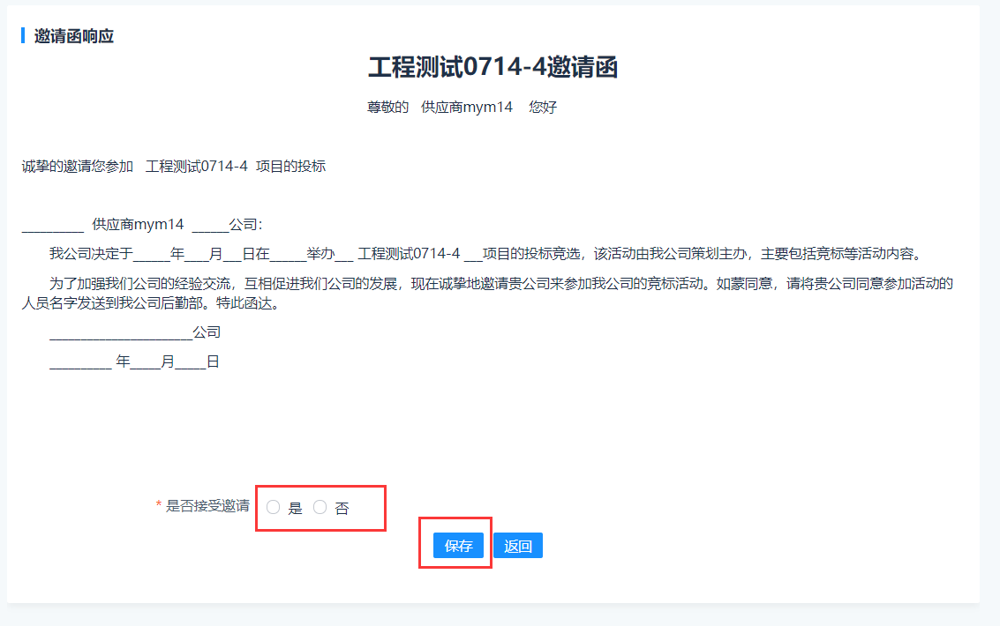 邀请函响应
工程测试0714-4邀请函
尊敬的 供应商mym14 您好
诚挚的邀请您参加 工程测试0714-4 项目的投标
__________ 供应商mym14 ______公司：
我公司决定于______年____月___日在______举办___ 工程测试0714-4 ___项目的投标竞选，该活动由我公司策划主办，主要包括竞标等活动内容。
为了加强我们公司的经验交流，互相促进我们公司的发展，现在诚挚地邀请贵公司来参加我公司的竞标活动。如蒙同意，请将贵公司同意参加活动的
人员名字发送到我公司后勤部。特此函达。
_______________________公司
__________ 年_____月_____日
* 是否接受邀请 是 否
保存 返回